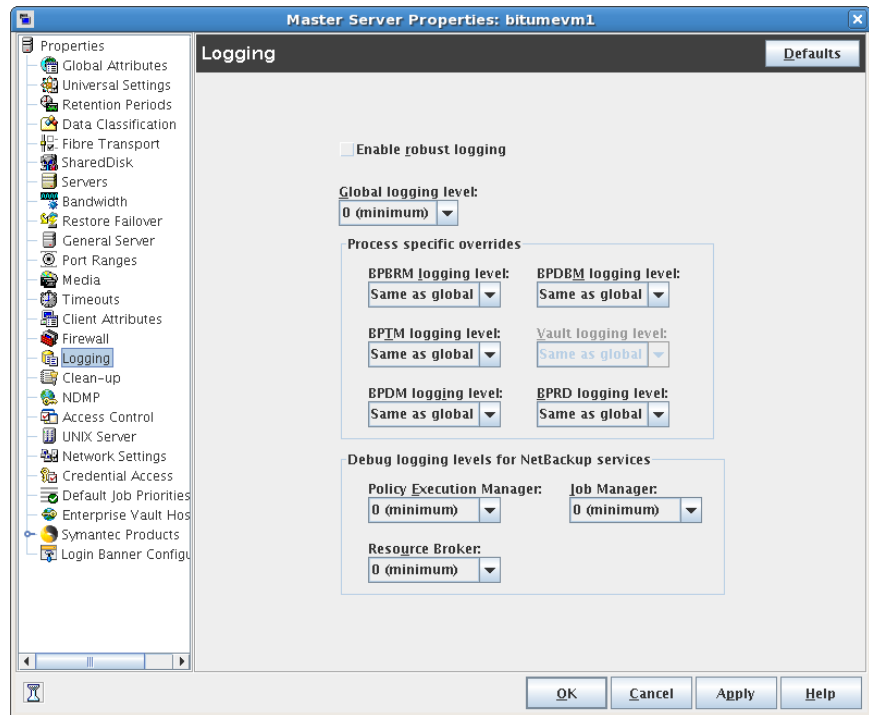 Master Server Properties: bitumevm1
Properties
Global Attributes
Universal Settings
Retention Periods
Data Classification
Fibre Transport
SharedDisk
Servers
Bandwidth
Restore Failover
General Server
Port Ranges
Media
Timeouts
Client Attributes
Firewall
Logging
Clean-up
NDMP
Access Control
UNIX Server
Network Settings
Credential Access
Default Job Priorities
Enterprise Vault Hos
Symantec Products
Login Banner Configu
Logging
Defaults
Enable robust logging
Global logging level:
0 (minimum)
Process specific overrides
BPBRM logging level: BPDBM logging level:
Same as global Same as global
BPTM logging level: Vault logging level:
Same as global Same as global
BPDM logging level: BPRD logging level:
Same as global Same as global
Debug logging levels for NetBackup services
Policy Execution Manager: Job Manager:
0 (minimum) 0 (minimum)
Resource Broker:
0 (minimum)
OK Cancel Apply Help